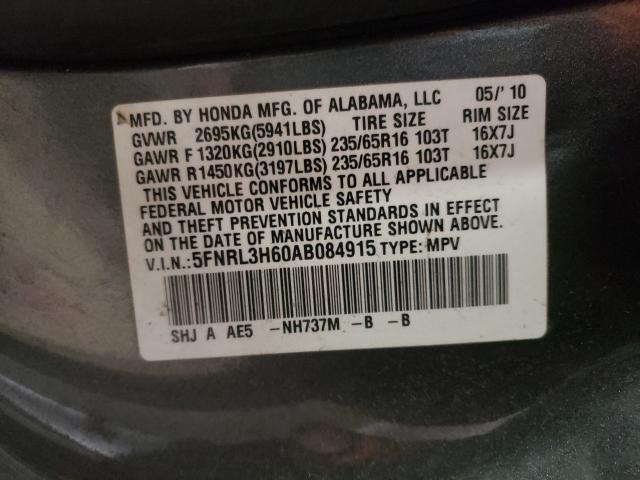 MFD. BY HONDA MFG. OF ALABAMA, LLC 05/' 10
GVWR 2695KG(5941LBS) TIRE SIZE RIM SIZE
GAWR F 1320KG(2910LBS) 235/65R16 103T 16X7J
GAWR R 1450KG(3197LBS) 235/65R16 103T 16X7J
THIS VEHICLE CONFORMS TO ALL APPLICABLE
FEDERAL MOTOR VEHICLE SAFETY
AND THEFT PREVENTION STANDARDS IN EFFECT
ON THE DATE OF MANUFACTURE SHOWN ABOVE.
V.I.N.: 5FNRL3H60AB084915 TYPE: MPV
SHJ A AE5 -NH737M -B -B